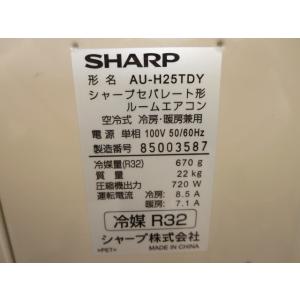 SHARP
形名 AU-H25TDY
シャープセパレート形
ルームエアコン
空冷式 冷房・暖房兼用
電源 単相 100V 50/60Hz
製造番号 85003587
冷媒量(R32) 670 g
質量 22 kg
圧縮機出力 720 W
運転電流 冷房: 8.5 A
暖房: 7.1 A
冷媒 R32
シャープ株式会社
>PET< MADE IN CHINA